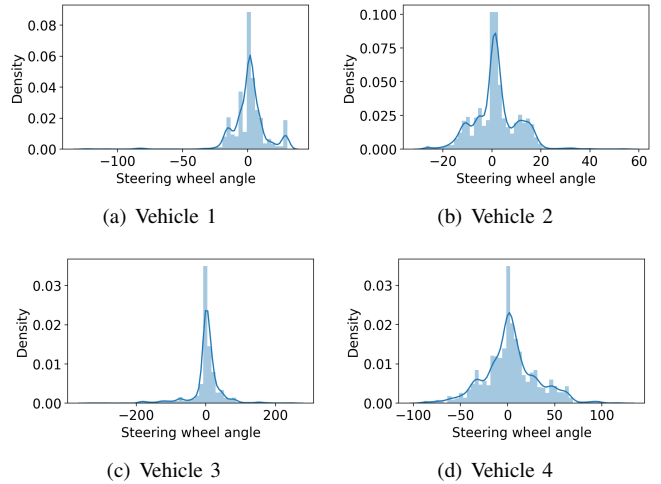 0.08
0.06
0.04
0.02
0.00
Density
−100
−50
0
Steering wheel angle
(a) Vehicle 1
0.100
0.075
0.050
0.025
0.000
Density
−20
0
20
40
60
Steering wheel angle
(b) Vehicle 2
0.03
0.02
0.01
0.00
Density
−200
0
200
Steering wheel angle
(c) Vehicle 3
0.03
0.02
0.01
0.00
Density
−100
−50
0
50
100
Steering wheel angle
(d) Vehicle 4